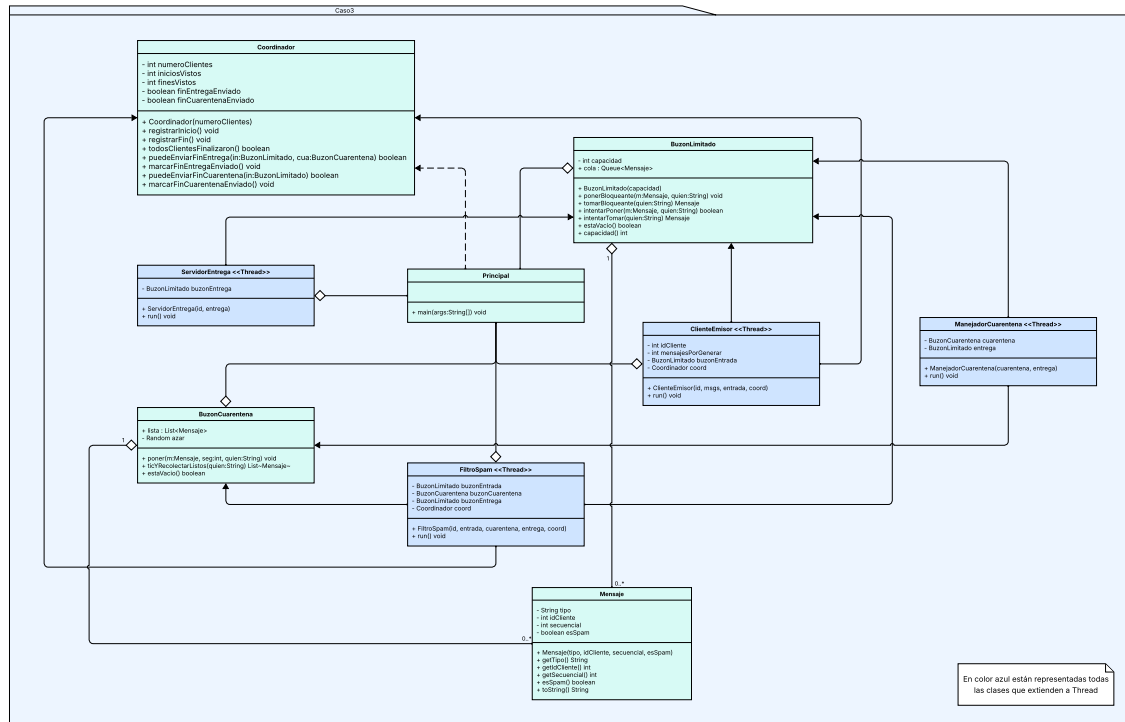 Caso3
Coordinador
- int numeroClientes
- int iniciosVistos
- int finesVistos
- boolean finEntregaEnviado
- boolean finCuarentenaEnviado
+ Coordinador(numeroClientes)
+ registrarInicio() void
+ registrarFin() void
+ todosClientesFinalizaron() boolean
+ puedeEnviarFinEntrega(in:BuzonLimitado, cua:BuzonCuarentena) boolean
+ marcarFinEntregaEnviado() void
+ puedeEnviarFinCuarentena(in:BuzonLimitado) boolean
+ marcarFinCuarentenaEnviado() void
BuzonLimitado
- int capacidad
+ cola : Queue<Mensaje>
+ BuzonLimitado(capacidad)
+ ponerBloqueante(m:Mensaje, quien:String) void
+ tomarBloqueante(quien:String) Mensaje
+ intentarPoner(m:Mensaje, quien:String) boolean
+ intentarTomar(quien:String) Mensaje
+ estaVacio() boolean
+ capacidad() int
1
ServidorEntrega <<Thread>>
- BuzonLimitado buzonEntrega
+ ServidorEntrega(id, entrega)
+ run() void
Principal
+ main(args:String[]) void
ClienteEmisor <<Thread>>
- int idCliente
- int mensajesPorGenerar
- BuzonLimitado buzonEntrada
- Coordinador coord
+ ClienteEmisor(id, msgs, entrada, coord)
+ run() void
ManejadorCuarentena <<Thread>>
- BuzonCuarentena cuarentena
- BuzonLimitado entrega
+ ManejadorCuarentena(cuarentena, entrega)
+ run() void
BuzonCuarentena
+ lista : List<Mensaje>
- Random azar
+ poner(m:Mensaje, seg:int, quien:String) void
+ ticYRecolectarListos(quien:String) List~Mensaje~
+ estaVacio() boolean
1
FiltroSpam <<Thread>>
- BuzonLimitado buzonEntrada
- BuzonCuarentena buzonCuarentena
- BuzonLimitado buzonEntrega
- Coordinador coord
+ FiltroSpam(id, entrada, cuarentena, entrega, coord)
+ run() void
0..*
Mensaje
- String tipo
- int idCliente
- int secuencial
- boolean esSpam
0..*
+ Mensaje(tipo, idCliente, secuencial, esSpam)
+ getTipo() String
+ getIdCliente() int
+ getSecuencial() int
+ esSpam() boolean
+ toString() String
En color azul están representadas todas
las clases que extienden a Thread